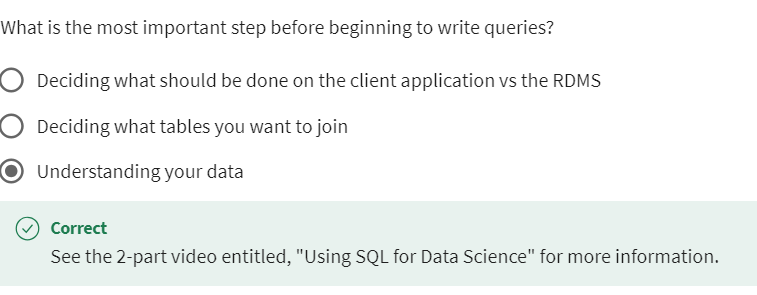 What is the most important step before beginning to write queries?
Deciding what should be done on the client application vs the RDMS
Deciding what tables you want to join
Understanding your data
Correct
See the 2-part video entitled, "Using SQL for Data Science" for more information.